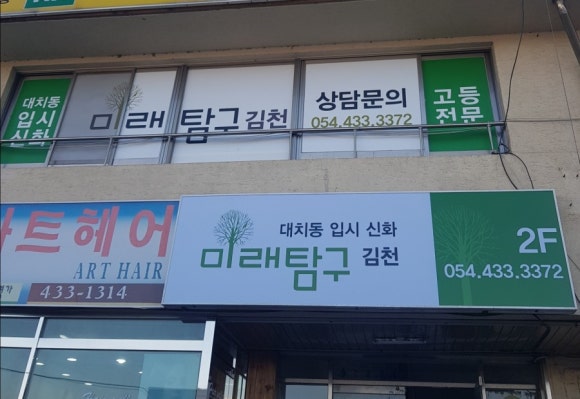 대치동
입시
신화
미래탐구 김천
상담문의
054.433.3372
고등
전문
아트헤어
ART HAIR
433-1314
대치동 입시 신화
미래탐구 김천
2F
054.433.3372